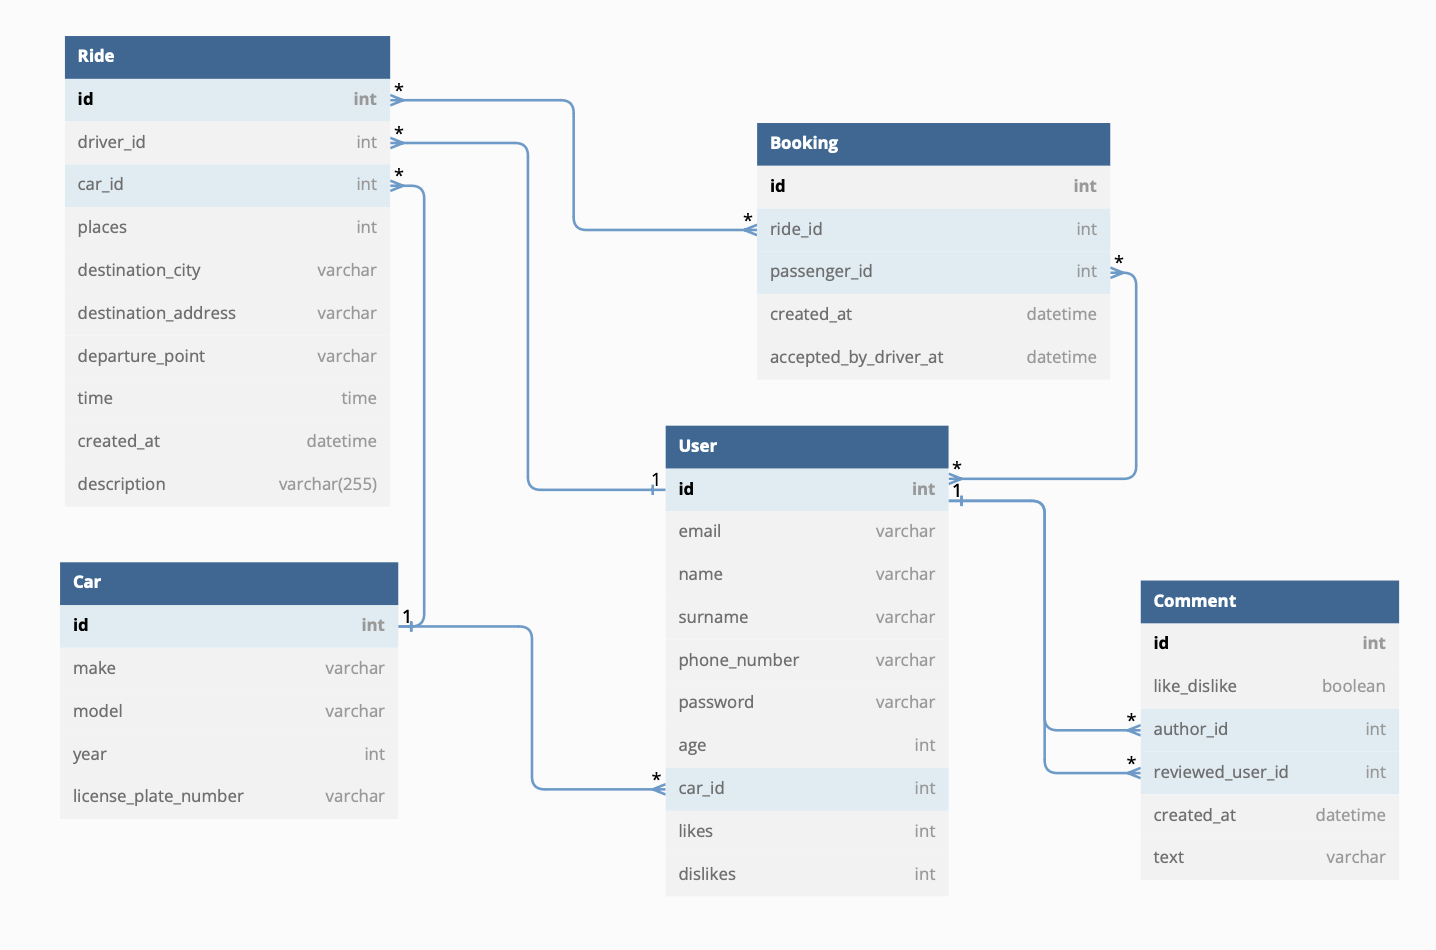 Ride
id int
driver_id int
car_id int
places int
destination_city varchar
destination_address varchar
departure_point varchar
time time
created_at datetime
description varchar(255)
* 
*
*
Booking
id int
ride_id int
passenger_id int
created_at datetime
accepted_by_driver_at datetime
*
*
User
id int
email varchar
name varchar
surname varchar
phone_number varchar
password varchar
age int
car_id int
likes int
dislikes int
1
*
1
*
Car
id int
make varchar
model varchar
year int
license_plate_number varchar
1
Comment
id int
like_dislike boolean
author_id int
reviewed_user_id int
created_at datetime
text varchar
*
*